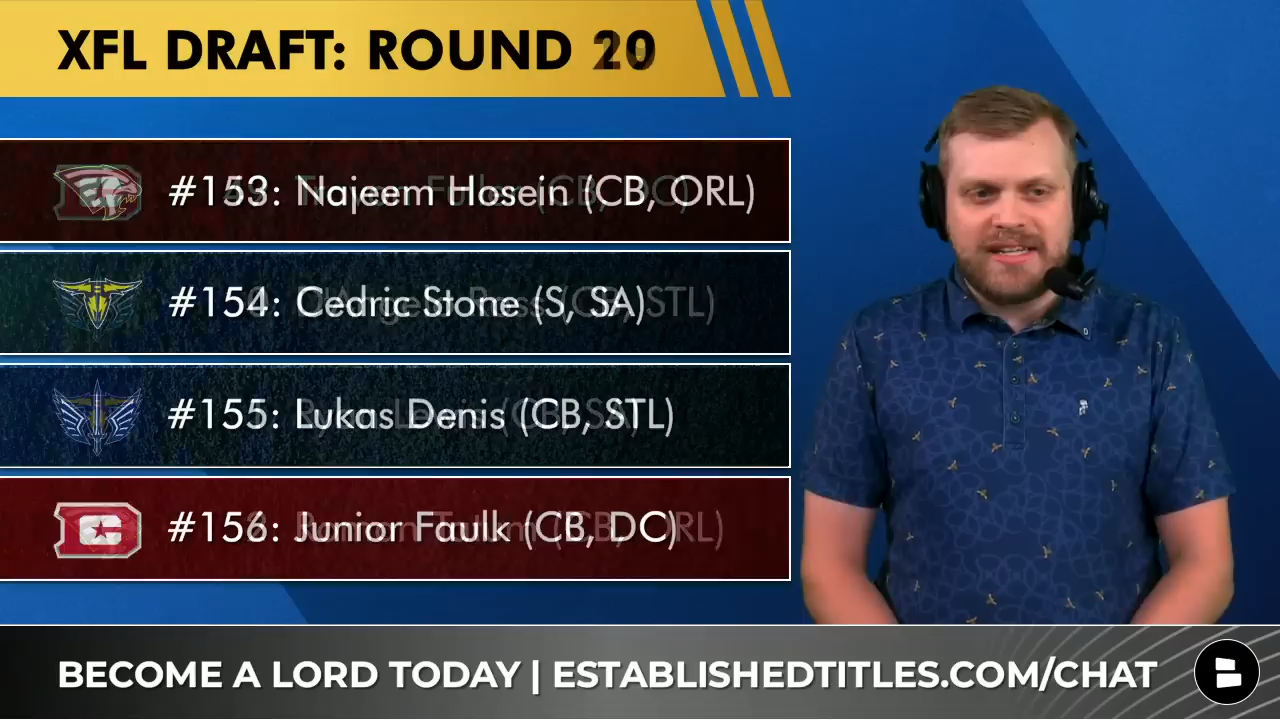 XFL DRAFT: ROUND 20
#153: Najeem Hosein (CB, ORL)
#154: Cedric Stone (S, SA)
#155: Lukas Denis (CB, STL)
#156: Junior Faulk (CB, DC)
BECOME A LORD TODAY | ESTABLISHEDTITLES.COM/CHAT